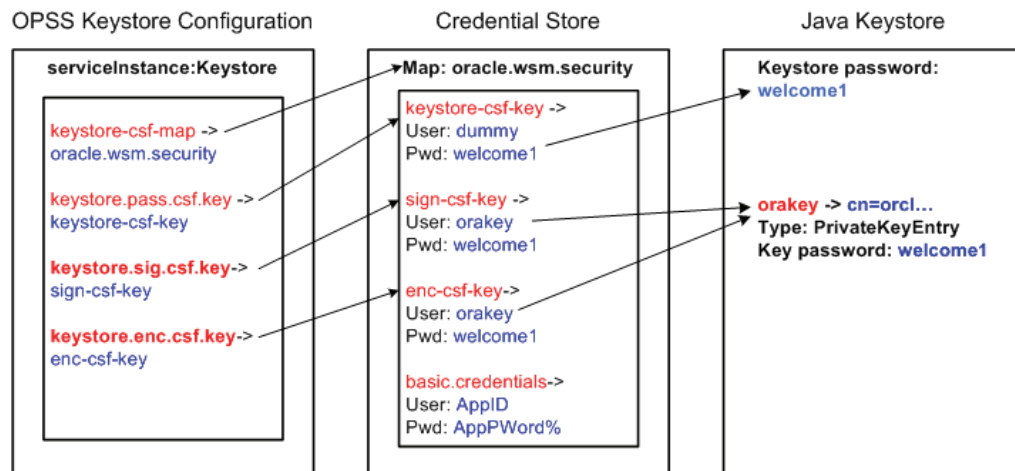 OPSS Keystore Configuration
serviceInstance:Keystore
keystore-csf-map ->
oracle.wsm.security
keystore.pass.csf.key ->
keystore-csf-key
keystore.sig.csf.key->
sign-csf-key
keystore.enc.csf.key->
enc-csf-key
Credential Store
Map: oracle.wsm.security
keystore-csf-key ->
User: dummy
Pwd: welcome1
sign-csf-key ->
User: orakey
Pwd: welcome1
enc-csf-key->
User: orakey
Pwd: welcome1
basic.credentials->
User: AppID
Pwd: AppPWord%
Java Keystore
Keystore password:
welcome1
orakey -> cn=orcl...
Type: PrivateKeyEntry
Key password: welcome1